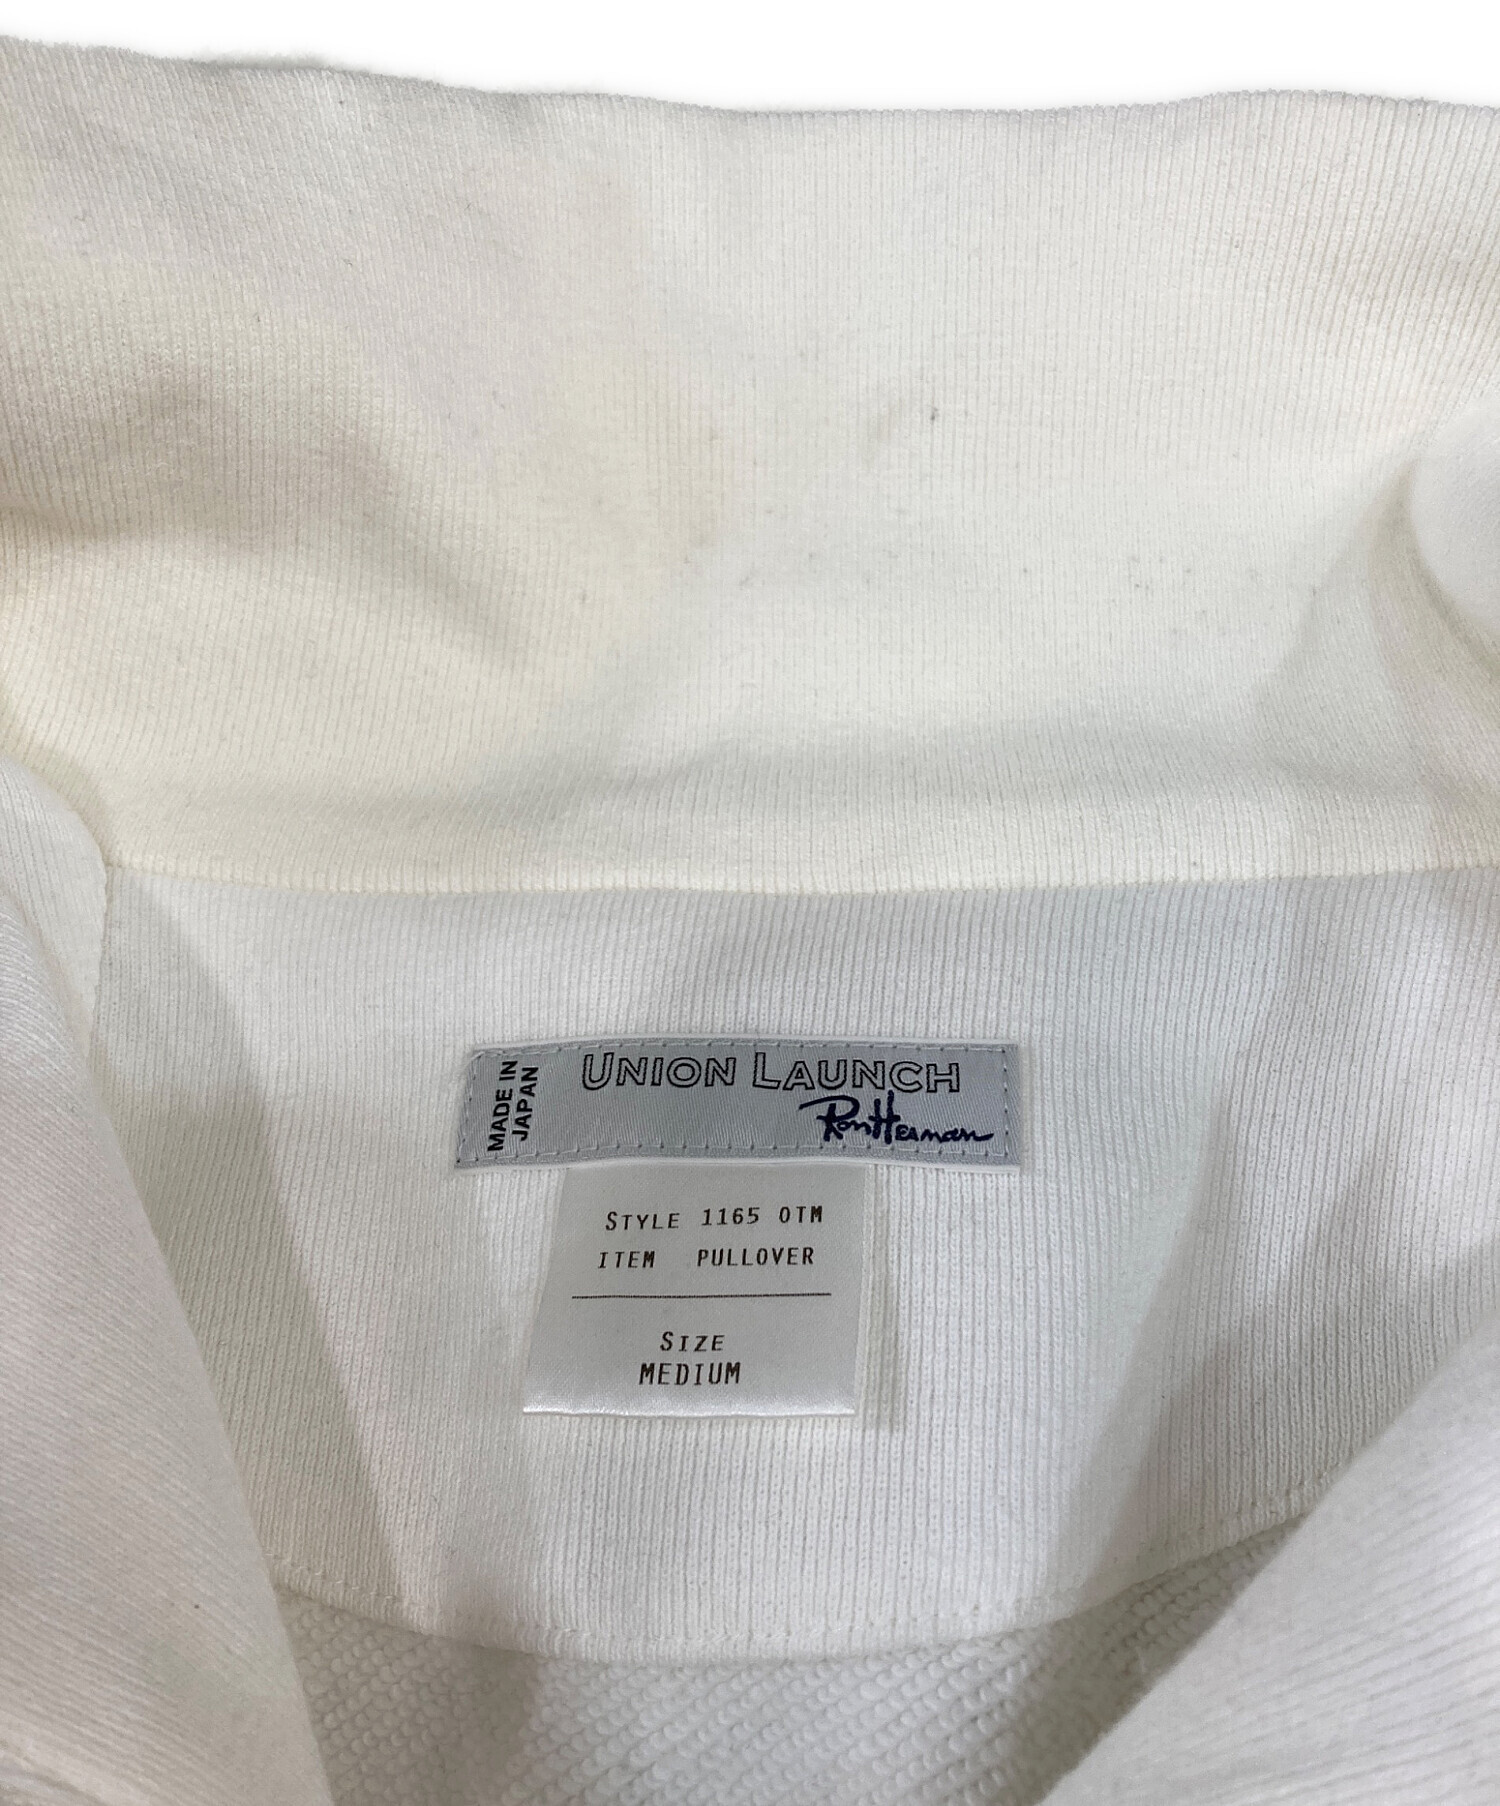 MADE IN
JAPAN
UNION LAUNCH
Ron Herman
STYLE 1165 OTM
ITEM PULLOVER
SIZE
MEDIUM